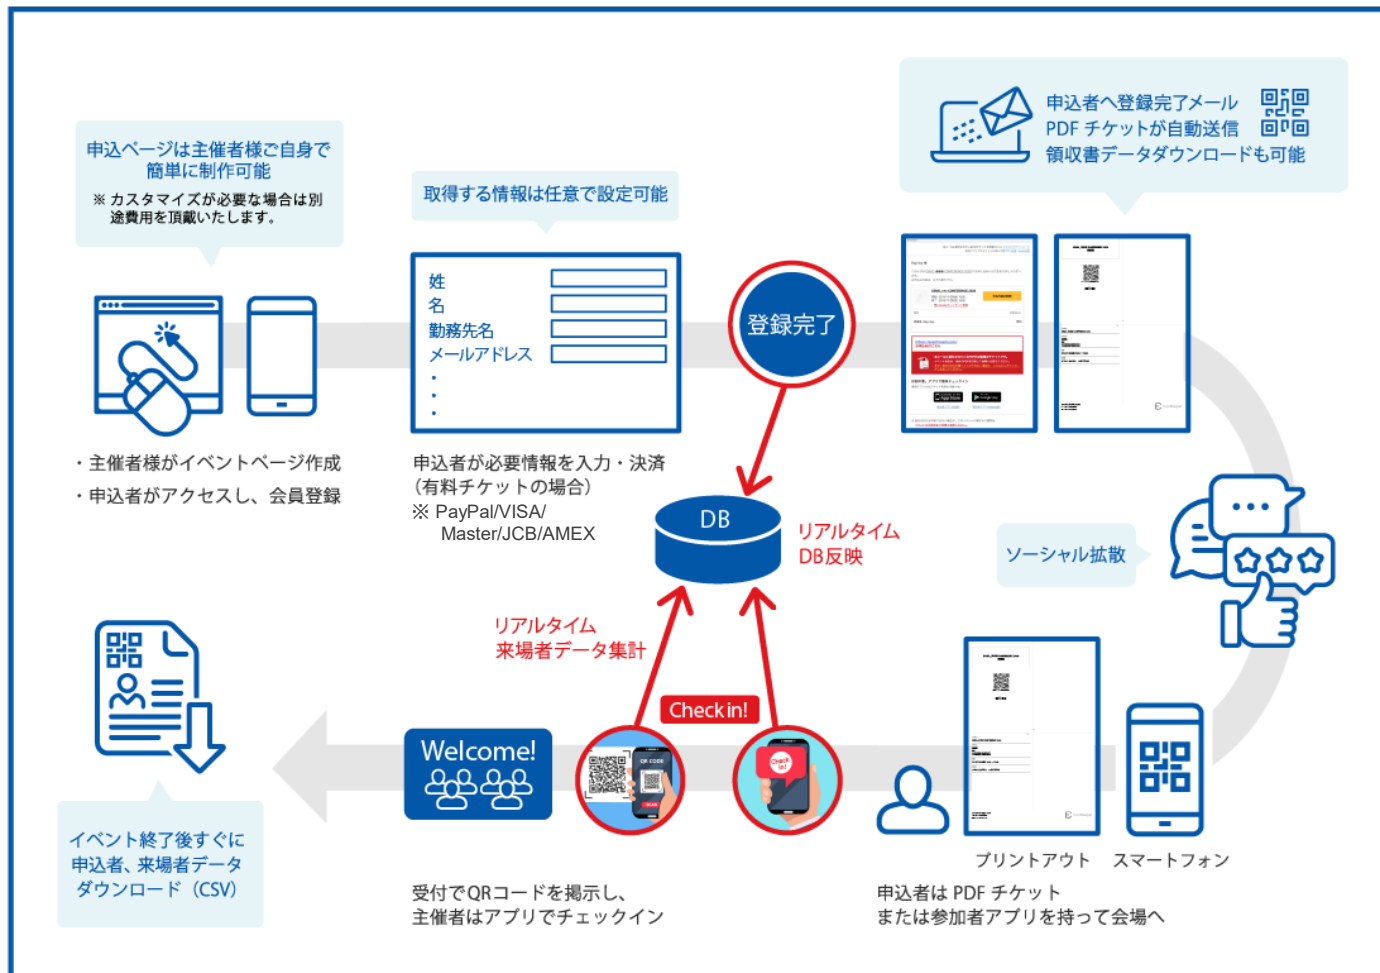 申込ページは主催者様ご自身で
簡単に制作可能
※ カスタマイズが必要な場合は別
途費用を頂戴いたします。
・主催者様がイベントページ作成
・申込者がアクセスし、会員登録
取得する情報は任意で設定可能
姓
名
勤務先名
メールアドレス
・
・
・
申込者が必要情報を入力・決済
（有料チケットの場合）
※ PayPal/VISA/
Master/JCB/AMEX
登録完了
申込者へ登録完了メール
PDF チケットが自動送信
領収書データダウンロードも可能
App Store
Google play
DB
リアルタイム
DB反映
ソーシャル拡散
プリントアウト
スマートフォン
申込者は PDF チケット
または参加者アプリを持って会場へ
リアルタイム
来場者データ集計
Check in!
Check
in!
QR CODE
SCAN
Welcome!
受付でQRコードを掲示し、
主催者はアプリでチェックイン
イベント終了後すぐに
申込者、来場者データ
ダウンロード（CSV）